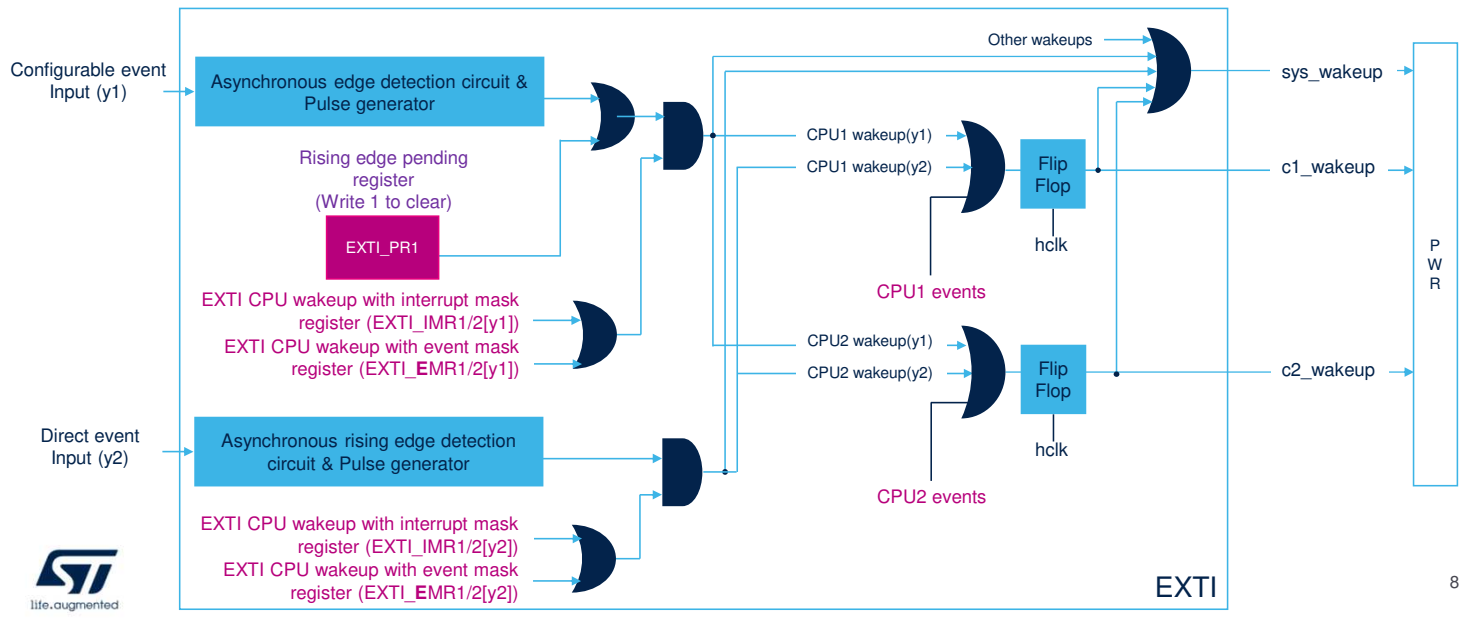 Other wakeups
Configurable event
Input (y1)
Asynchronous edge detection circuit &
Pulse generator
sys_wakeup
Rising edge pending
register
(Write 1 to clear)
CPU1 wakeup(y1)
CPU1 wakeup(y2)
Flip
Flop
c1_wakeup
hclk
EXTI_PR1
CPU1 events
P
W
R
EXTI CPU wakeup with interrupt mask
register (EXTI_IMR1/2[y1])
EXTI CPU wakeup with event mask
register (EXTI_EMR1/2[y1])
CPU2 wakeup(y1)
CPU2 wakeup(y2)
Flip
Flop
c2_wakeup
hclk
Direct event
Input (y2)
Asynchronous rising edge detection
circuit & Pulse generator
CPU2 events
EXTI CPU wakeup with interrupt mask
register (EXTI_IMR1/2[y2])
EXTI CPU wakeup with event mask
register (EXTI_EMR1/2[y2])
EXTI
ST
life.augmented
8